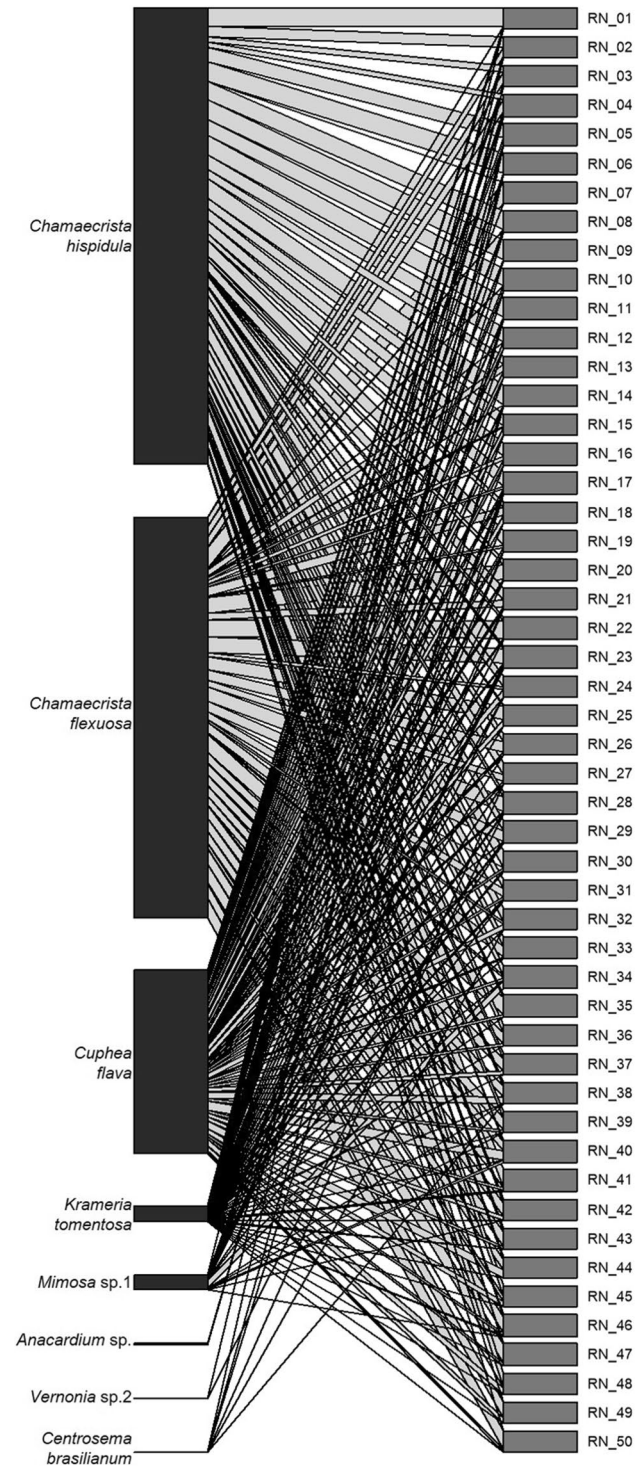 Chamaecrista
hispidula
Chamaecrista
flexuosa
Cuphea
flava
Krameria
tomentosa
Mimosa sp.1
Anacardium sp.
Vernonia sp.2
Centrosema
brasilianum
RN_01
RN_02
RN_03
RN_04
RN_05
RN_06
RN_07
RN_08
RN_09
RN_10
RN_11
RN_12
RN_13
RN_14
RN_15
RN_16
RN_17
RN_18
RN_19
RN_20
RN_21
RN_22
RN_23
RN_24
RN_25
RN_26
RN_27
RN_28
RN_29
RN_30
RN_31
RN_32
RN_33
RN_34
RN_35
RN_36
RN_37
RN_38
RN_39
RN_40
RN_41
RN_42
RN_43
RN_44
RN_45
RN_46
RN_47
RN_48
RN_49
RN_50